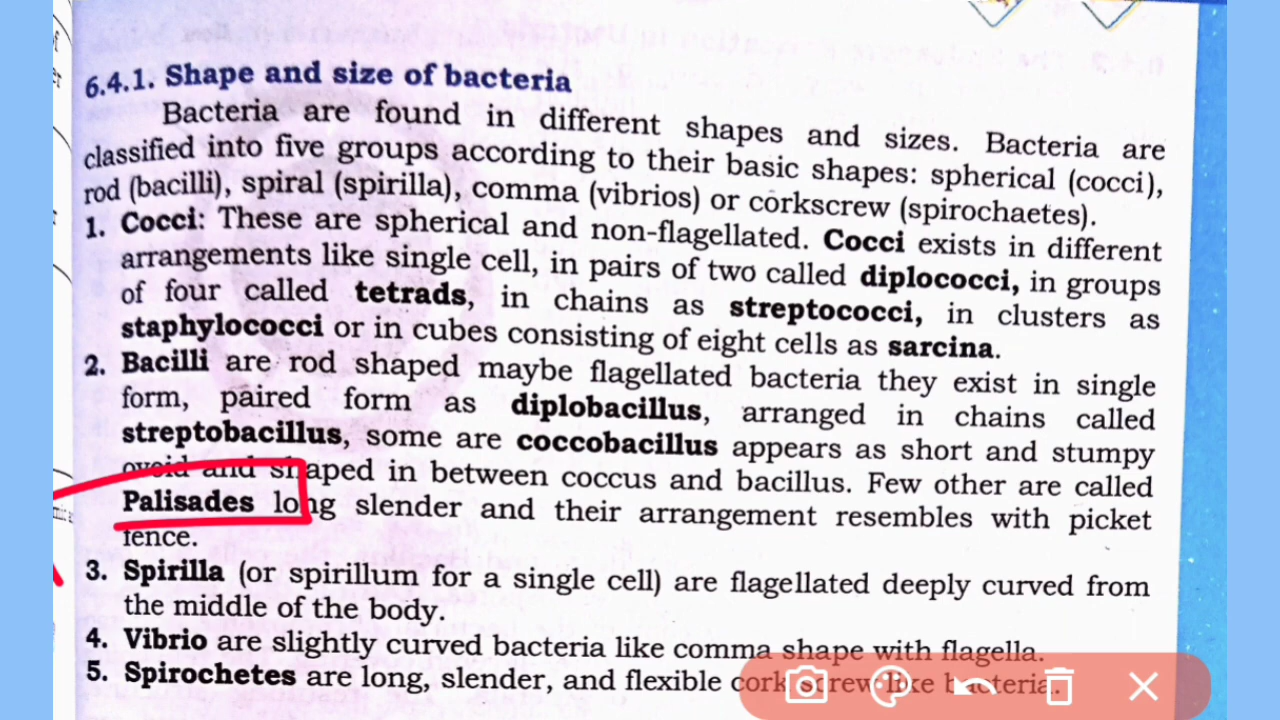 6.4.1. Shape and size of bacteria
Bacteria are found in different shapes and sizes. Bacteria are
classified into five groups according to their basic shapes: spherical (cocci),
rod (bacilli), spiral (spirilla), comma (vibrios) or corkscrew (spirochaetes).
1. Cocci: These are spherical and non-flagellated. Cocci exists in different
arrangements like single cell, in pairs of two called diplococci, in groups
of four called tetrads, in chains as streptococci, in clusters as
staphylococci or in cubes consisting of eight cells as sarcina.
2. Bacilli are rod shaped maybe flagellated bacteria they exist in single
form, paired form as diplobacillus, arranged in chains called
streptobacillus, some are coccobacillus appears as short and stumpy
ovoid and shaped in between coccus and bacillus. Few other are called
Palisades long slender and their arrangement resembles with picket
fence.
3. Spirilla (or spirillum for a single cell) are flagellated deeply curved from
the middle of the body.
4. Vibrio are slightly curved bacteria like comma shape with flagella.
5. Spirochetes are long, slender, and flexible cork screw like bacteria.